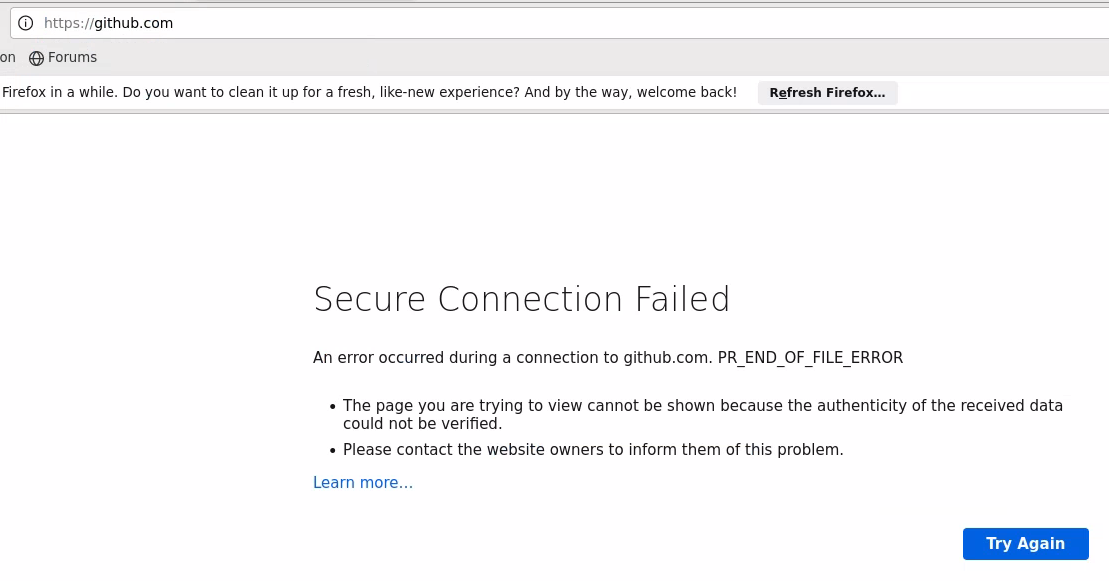 https://github.com
on Forums
Firefox in a while. Do you want to clean it up for a fresh, like-new experience? And by the way, welcome back! Refresh Firefox…
Secure Connection Failed
An error occurred during a connection to github.com. PR_END_OF_FILE_ERROR
• The page you are trying to view cannot be shown because the authenticity of the received data
could not be verified.
• Please contact the website owners to inform them of this problem.
Learn more…
Try Again